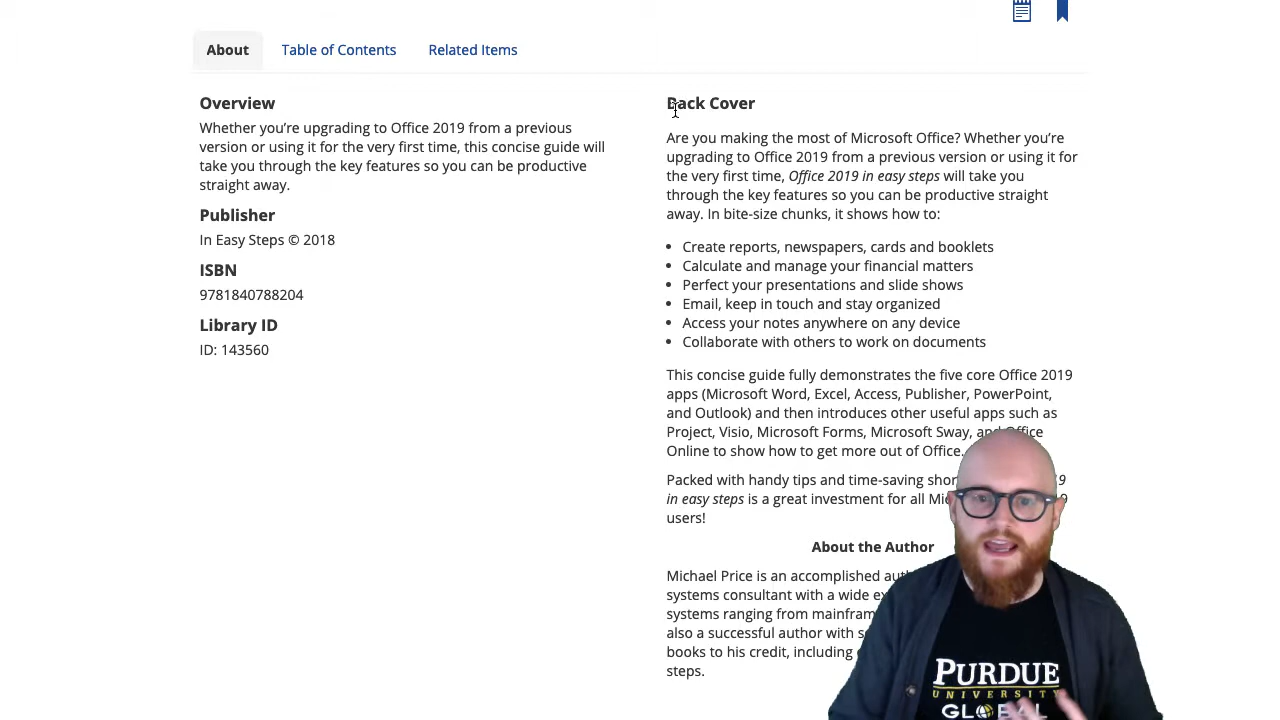 About
Table of Contents
Related Items
Overview
Whether you’re upgrading to Office 2019 from a previous
version or using it for the very first time, this concise guide will
take you through the key features so you can be productive
straight away.
Publisher
In Easy Steps © 2018
ISBN
9781840788204
Library ID
ID: 143560
Back Cover
Are you making the most of Microsoft Office? Whether you’re
upgrading to Office 2019 from a previous version or using it for
the very first time, Office 2019 in easy steps will take you
through the key features so you can be productive straight
away. In bite-size chunks, it shows how to:
• Create reports, newspapers, cards and booklets
• Calculate and manage your financial matters
• Perfect your presentations and slide shows
• Email, keep in touch and stay organized
• Access your notes anywhere on any device
• Collaborate with others to work on documents
This concise guide fully demonstrates the five core Office 2019
apps (Microsoft Word, Excel, Access, Publisher, PowerPoint,
and Outlook) and then introduces other useful apps such as
Project, Visio, Microsoft Forms, Microsoft Sway, and Office
Online to show how to get more out of Office.
Packed with handy tips and time-saving
in easy steps is a great investment for all
users!
About the Author
Michael Price is an accomplished
systems consultant with a wide
systems ranging from
also a successful author with
books to his credit, including
steps.
PURDUE
UNIVERSITY
GLOBAL